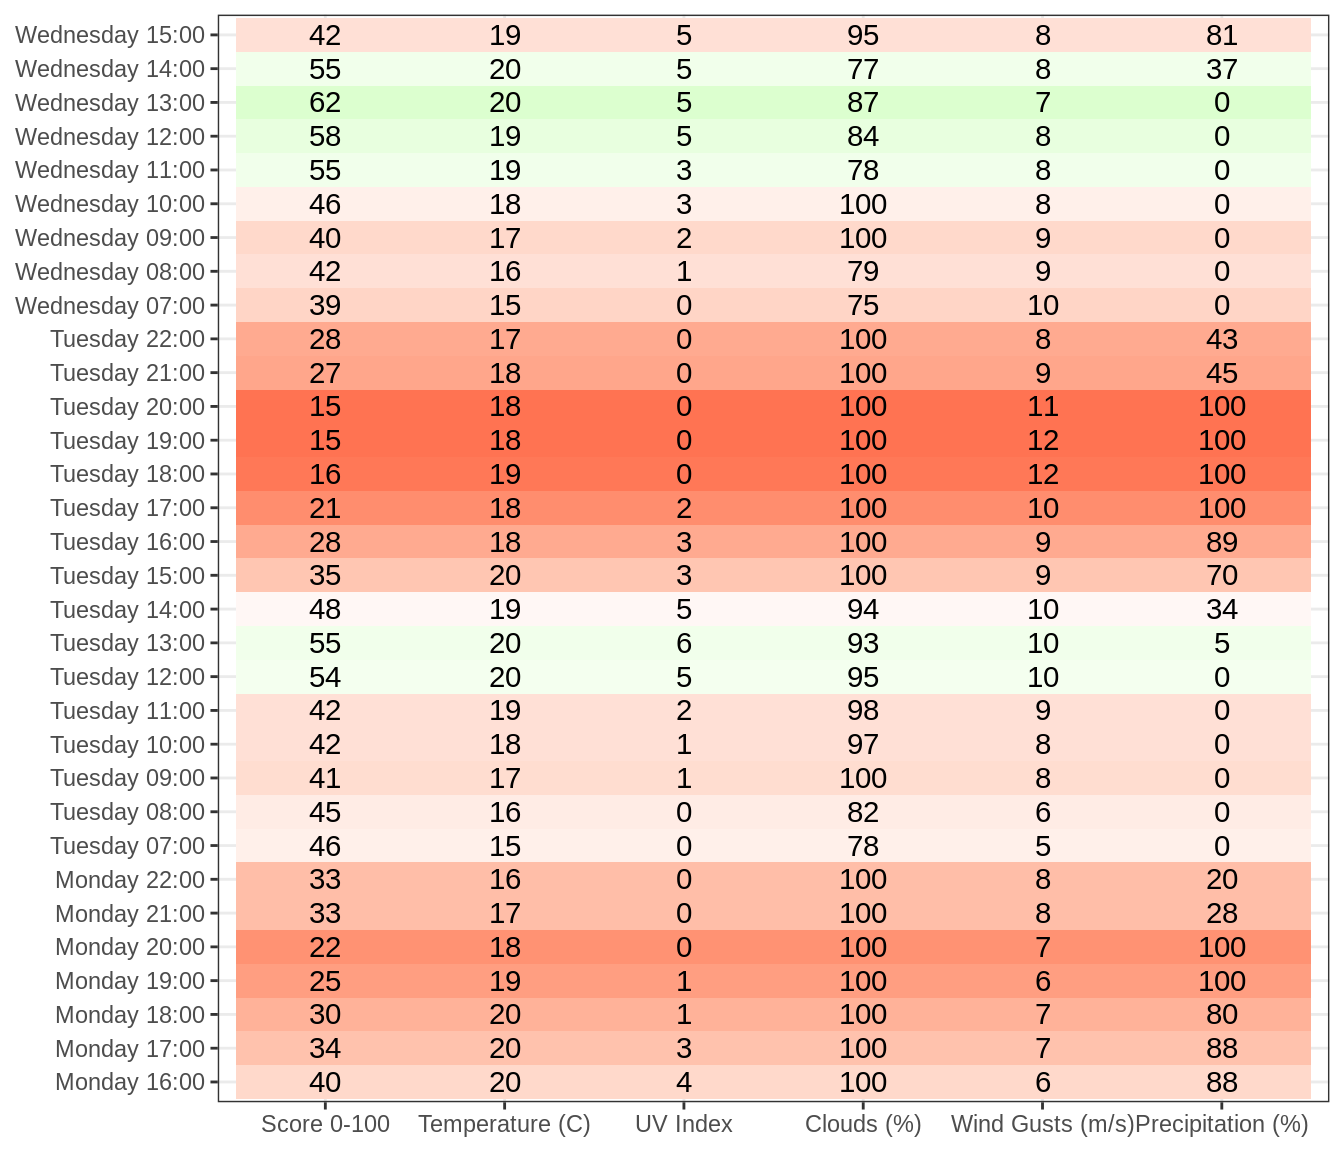 Wednesday 15:00 42 19 5 95 8 81
Wednesday 14:00 55 20 5 77 8 37
Wednesday 13:00 62 20 5 87 7 0
Wednesday 12:00 58 19 5 84 8 0
Wednesday 11:00 55 19 3 78 8 0
Wednesday 10:00 46 18 3 100 8 0
Wednesday 09:00 40 17 2 100 9 0
Wednesday 08:00 42 16 1 79 9 0
Wednesday 07:00 39 15 0 75 10 0
Tuesday 22:00 28 17 0 100 8 43
Tuesday 21:00 27 18 0 100 9 45
Tuesday 20:00 15 18 0 100 11 100
Tuesday 19:00 15 18 0 100 12 100
Tuesday 18:00 16 19 0 100 12 100
Tuesday 17:00 21 18 2 100 10 100
Tuesday 16:00 28 18 3 100 9 89
Tuesday 15:00 35 20 3 100 9 70
Tuesday 14:00 48 19 5 94 10 34
Tuesday 13:00 55 20 6 93 10 5
Tuesday 12:00 54 20 5 95 10 0
Tuesday 11:00 42 19 2 98 9 0
Tuesday 10:00 42 18 1 97 8 0
Tuesday 09:00 41 17 1 100 8 0
Tuesday 08:00 45 16 0 82 6 0
Tuesday 07:00 46 15 0 78 5 0
Monday 22:00 33 16 0 100 8 20
Monday 21:00 33 17 0 100 8 28
Monday 20:00 22 18 0 100 7 100
Monday 19:00 25 19 1 100 6 100
Monday 18:00 30 20 1 100 7 80
Monday 17:00 34 20 3 100 7 88
Monday 16:00 40 20 4 100 6 88
Score 0-100 Temperature (C) UV Index Clouds (%) Wind Gusts (m/s) Precipitation (%)